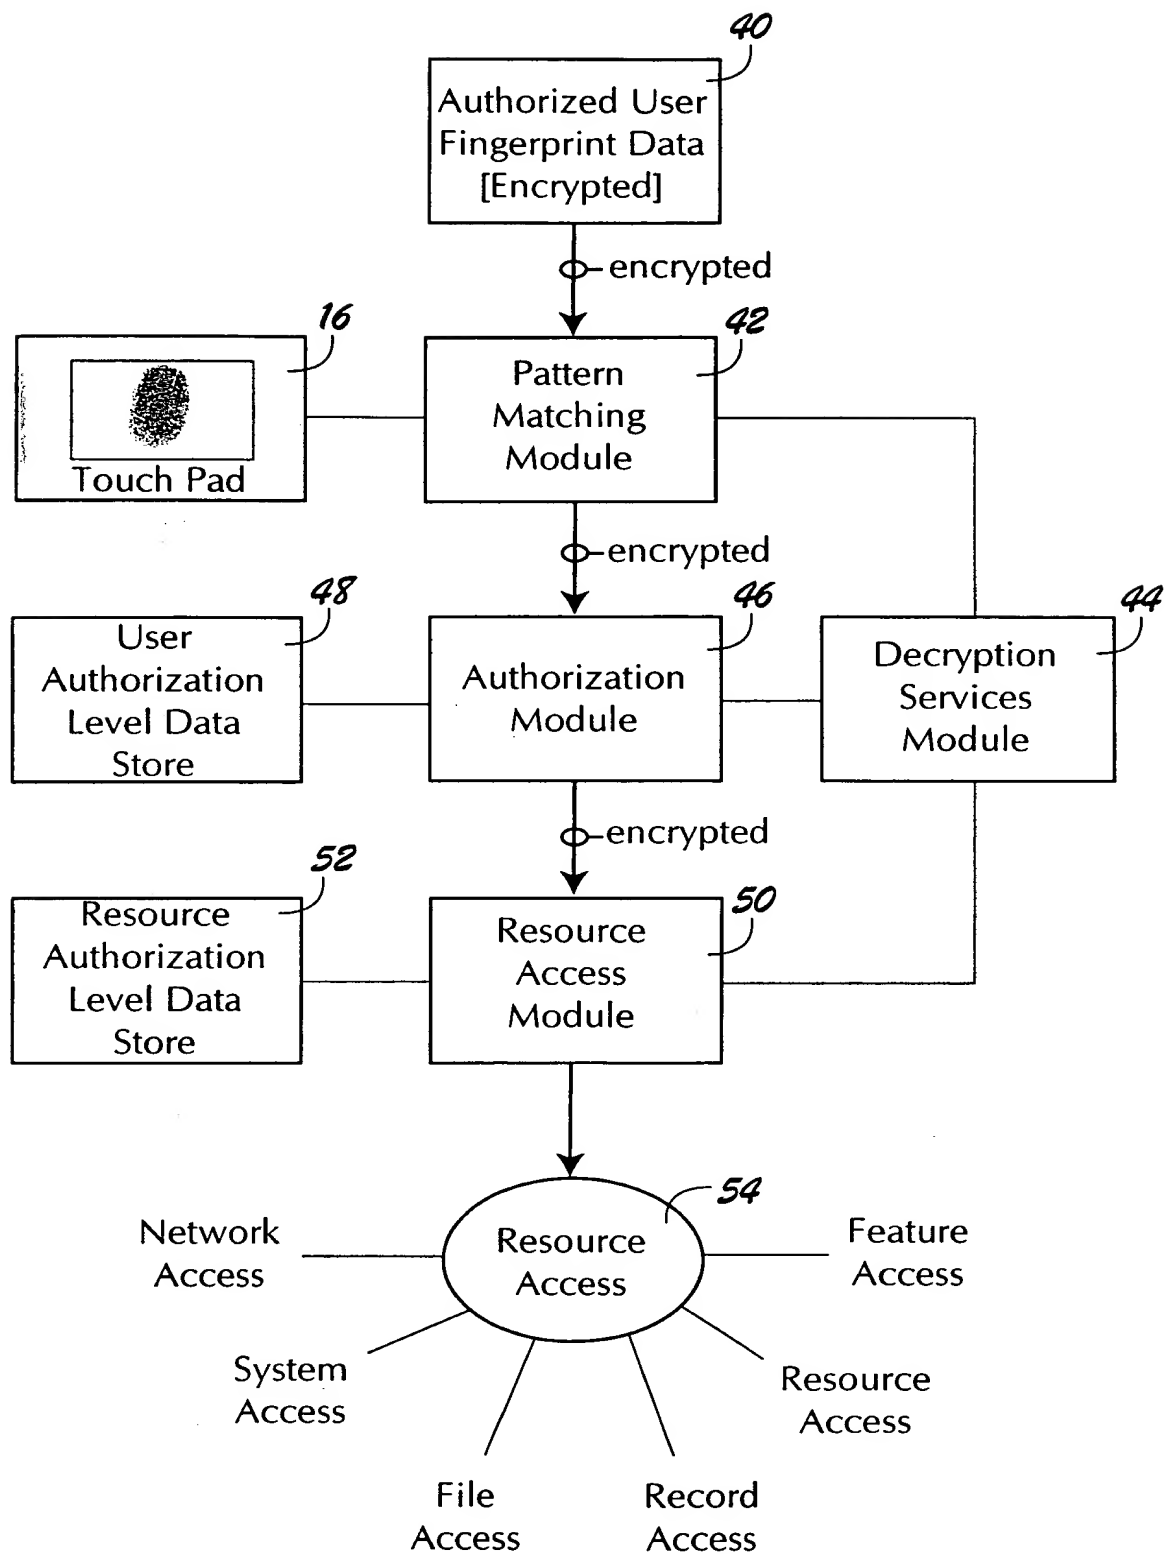 40
Authorized User
Fingerprint Data
[Encrypted]
encrypted
16
42
Touch Pad
Pattern
Matching
Module
encrypted
48
46
44
User
Authorization
Level Data
Store
Authorization
Module
Decryption
Services
Module
encrypted
52
50
Resource
Authorization
Level Data
Store
Resource
Access
Module
54
Resource
Access
Network
Access
Feature
Access
System
Access
Resource
Access
File
Access
Record
Access